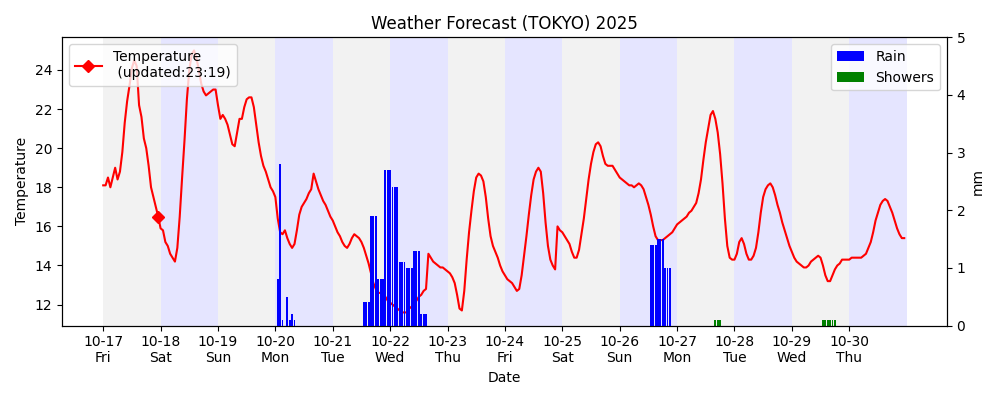 Weather Forecast (TOKYO) 2025
Temperature
(updated:23:19)
Rain
Showers
24
22
20
18
16
14
12
Temperature
5
4
3
2
1
0
mm
10-17 10-18 10-19 10-20 10-21 10-22 10-23 10-24 10-25 10-26 10-27 10-28 10-29 10-30
Fri Sat Sun Mon Tue Wed Thu Fri Sat Sun Mon Tue Wed Thu
Date